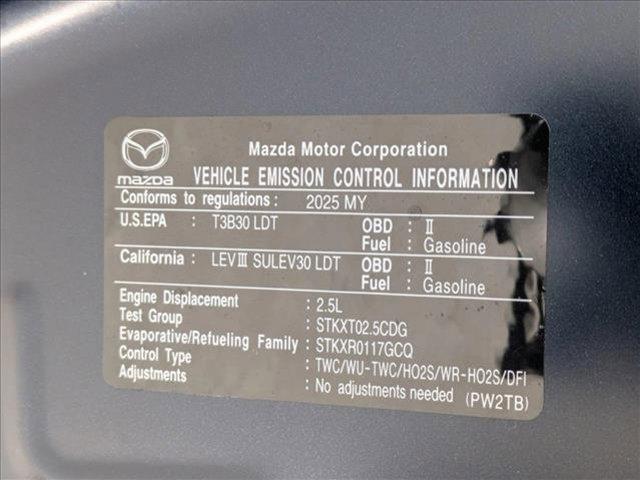 Mazda Motor Corporation
mazda VEHICLE EMISSION CONTROL INFORMATION
Conforms to regulations : 2025 MY
U.S.EPA : T3B30 LDT OBD : II
Fuel : Gasoline
California : LEVIII SULEV30 LDT OBD : II
Fuel : Gasoline
Engine Displacement : 2.5L
Test Group : STKXT02.5CDG
Evaporative/Refueling Family : STKXR0117GCQ
Control Type : TWC/WU-TWC/HO2S/WR-HO2S/DFI
Adjustments : No adjustments needed (PW2TB)